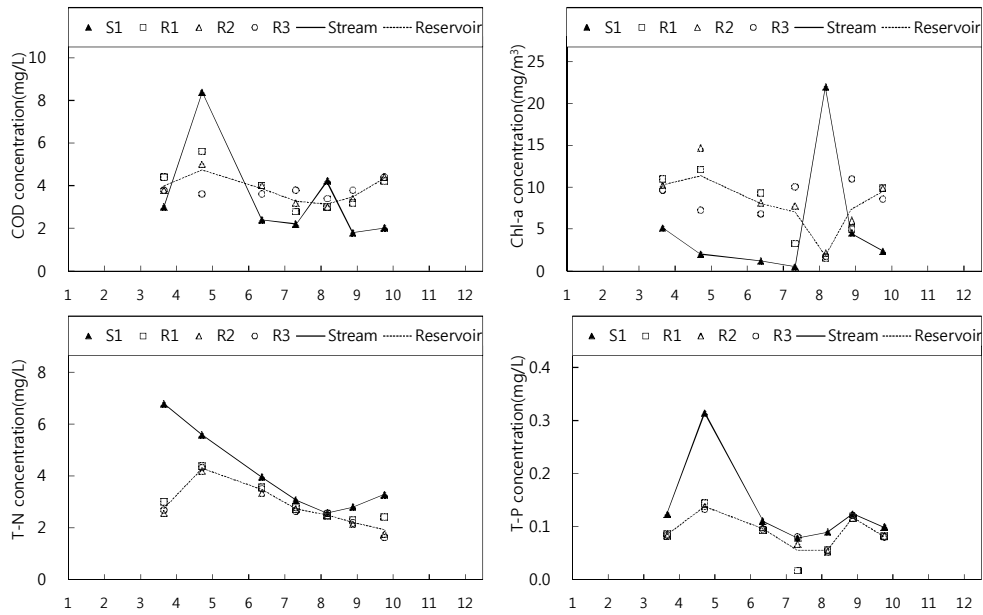 S1 R1 R2 R3 Stream Reservoir
COD concentration(mg/L)
10
8
6
4
2
0
1 2 3 4 5 6 7 8 9 10 11 12
S1 R1 R2 R3 Stream Reservoir
Chl-a concentration(mg/m³)
25
20
15
10
5
0
1 2 3 4 5 6 7 8 9 10 11 12
S1 R1 R2 R3 Stream Reservoir
T-N concentration(mg/L)
8
6
4
2
0
1 2 3 4 5 6 7 8 9 10 11 12
S1 R1 R2 R3 Stream Reservoir
T-P concentration(mg/L)
0.4
0.3
0.2
0.1
0.0
1 2 3 4 5 6 7 8 9 10 11 12